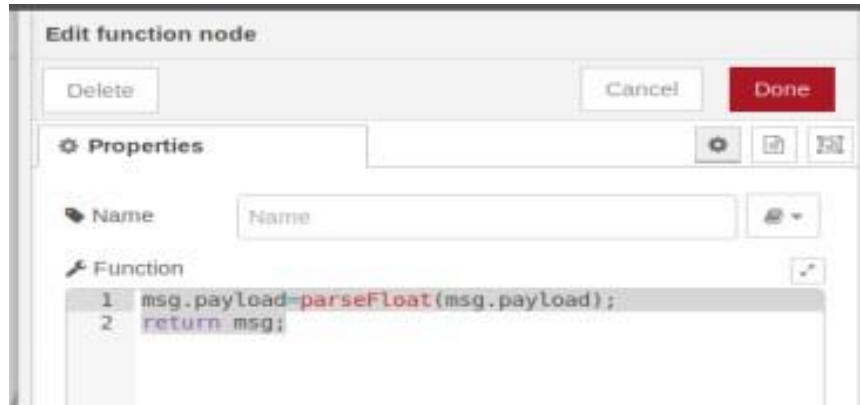 Edit function node
Delete Cancel Done
Properties
Name Name
Function
1 msg.payload=parseFloat(msg.payload);
2 return msg;